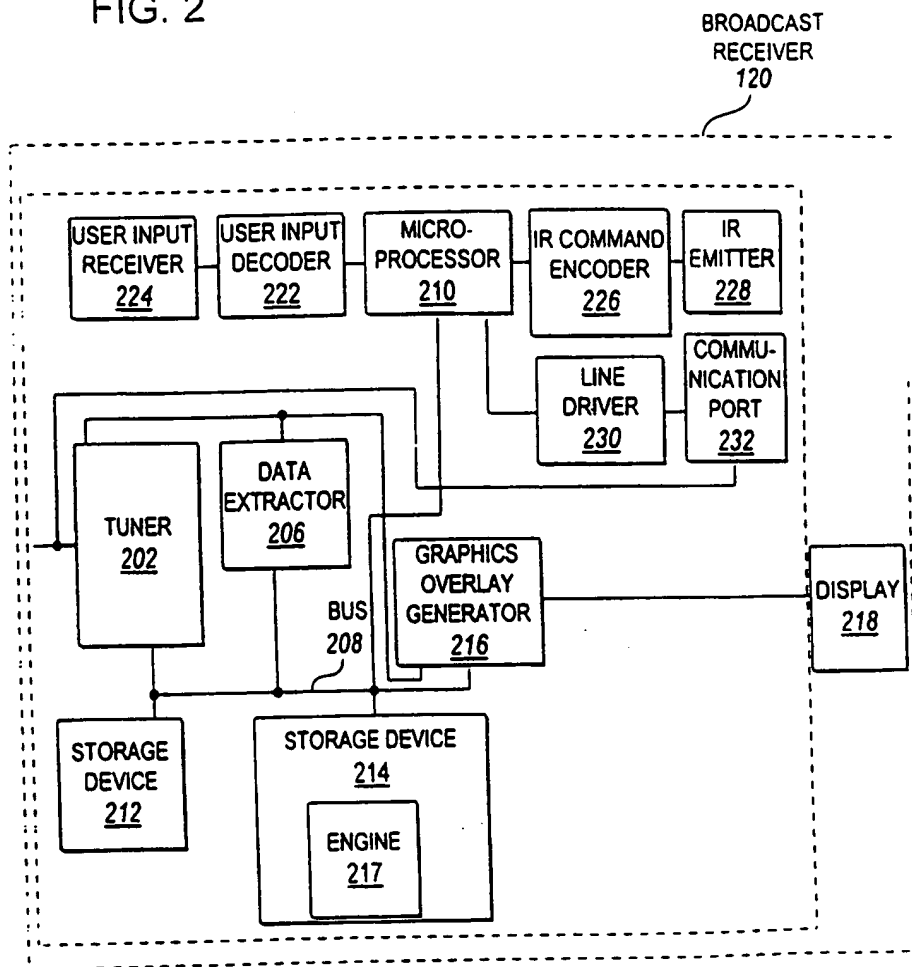 FIG. 2
BROADCAST
RECEIVER
120
USER INPUT
RECEIVER
224
USER INPUT
DECODER
222
MICRO-
PROCESSOR
210
IR COMMAND
ENCODER
226
IR
EMITTER
228
LINE
DRIVER
230
COMMU-
NICATION
PORT
232
TUNER
202
DATA
EXTRACTOR
206
GRAPHICS
OVERLAY
GENERATOR
216
DISPLAY
218
BUS
208
STORAGE
DEVICE
212
STORAGE DEVICE
214
ENGINE
217